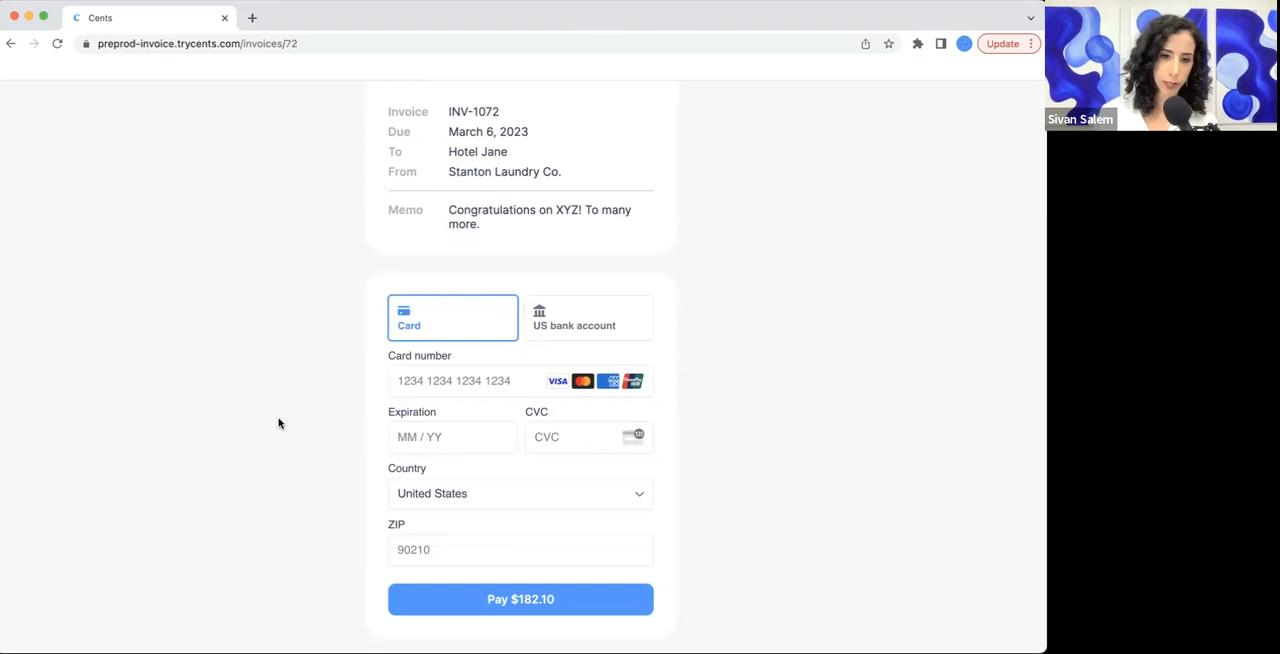 Cents
preprod-invoice.trycents.com/invoices/72
Update
Sivan Salem
Invoice INV-1072
Due March 6, 2023
To Hotel Jane
From Stanton Laundry Co.
Memo Congratulations on XYZ! To many
more.
Card
US bank account
Card number
1234 1234 1234 1234 VISA
Expiration CVC
MM / YY CVC
Country
United States
ZIP
90210
Pay $182.10